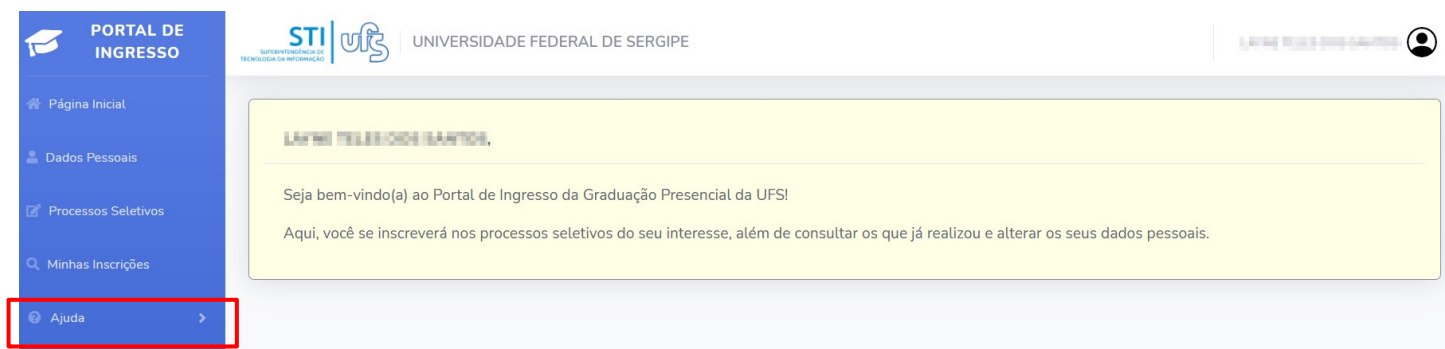 PORTAL DE
INGRESSO
Página Inicial
Dados Pessoais
Processos Seletivos
Minhas Inscrições
Ajuda
STI
SUPERINTENDÊNCIA DE
TECNOLOGIA DA INFORMAÇÃO
ufs
UNIVERSIDADE FEDERAL DE SERGIPE
Seja bem-vindo(a) ao Portal de Ingresso da Graduação Presencial da UFS!
Aqui, você se inscreverá nos processos seletivos do seu interesse, além de consultar os que já realizou e alterar os seus dados pessoais.